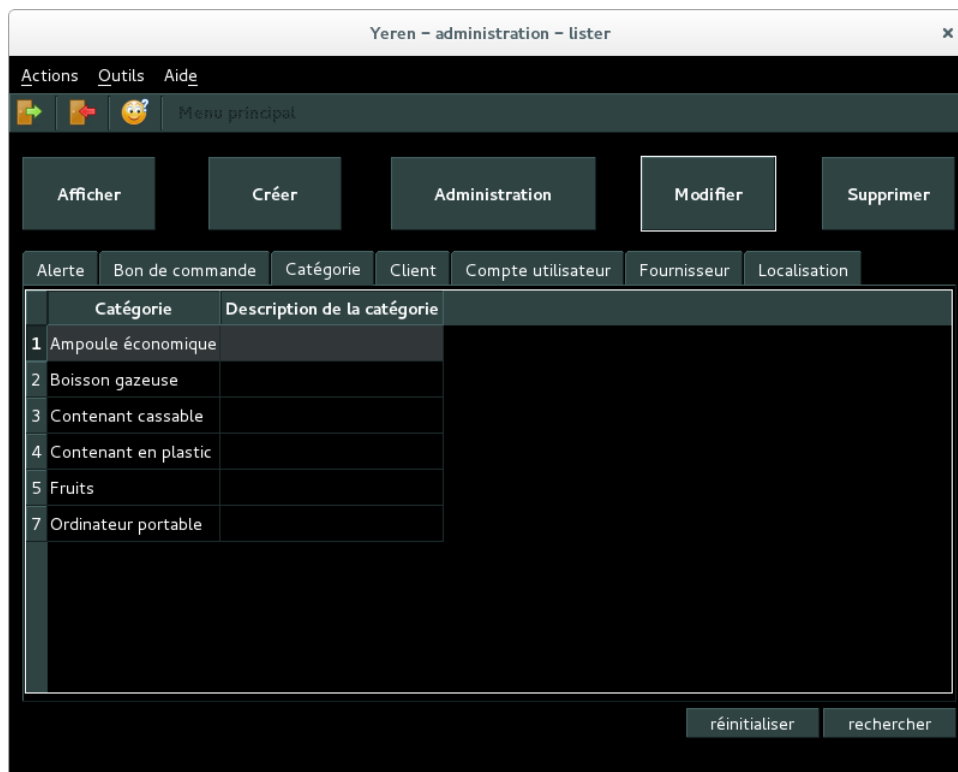 Yeren – administration – lister ×
Actions Outils Aide
Menu principal
Afficher Créer Administration Modifier Supprimer
Alerte Bon de commande Catégorie Client Compte utilisateur Fournisseur Localisation
Catégorie Description de la catégorie
1 Ampoule économique
2 Boisson gazeuse
3 Contenant cassable
4 Contenant en plastic
5 Fruits
7 Ordinateur portable
réinitialiser rechercher